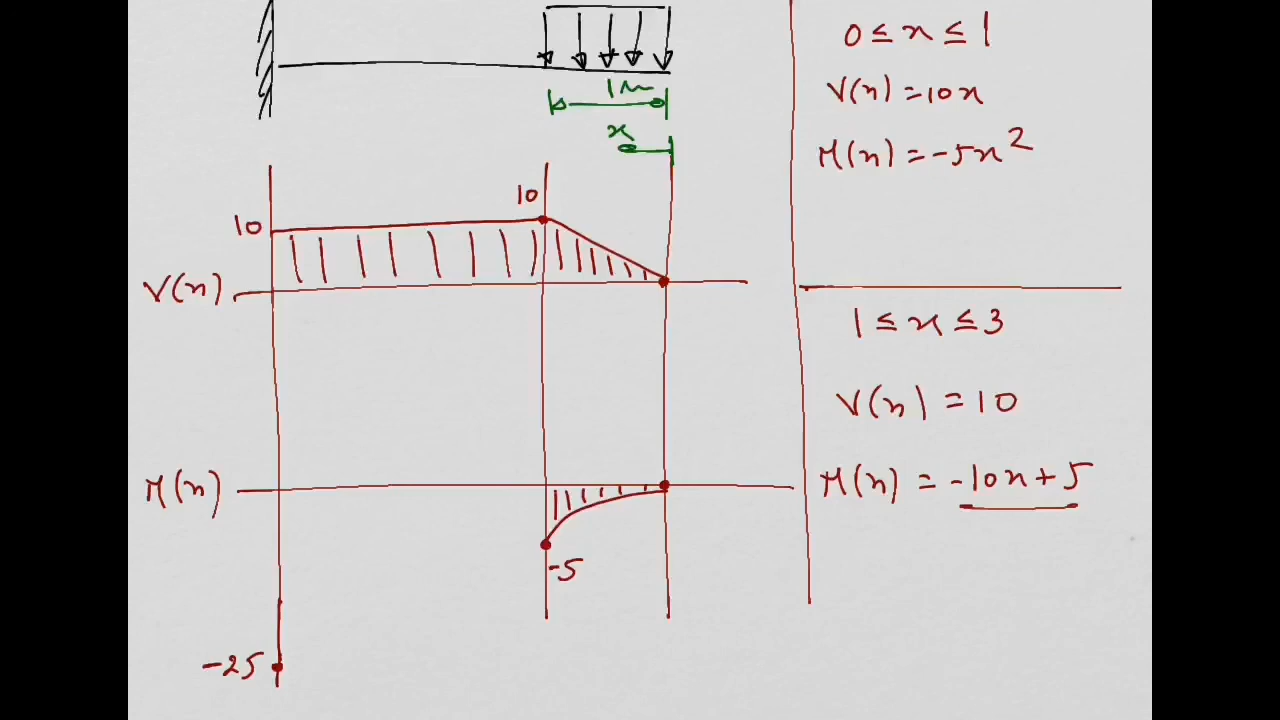 1m
x
10
10
V(x)
M(x)
-5
-25
0 ≤ x ≤ 1
V(x) = 10x
M(x) = -5x²
1 ≤ x ≤ 3
V(x) = 10
M(x) = -10x + 5